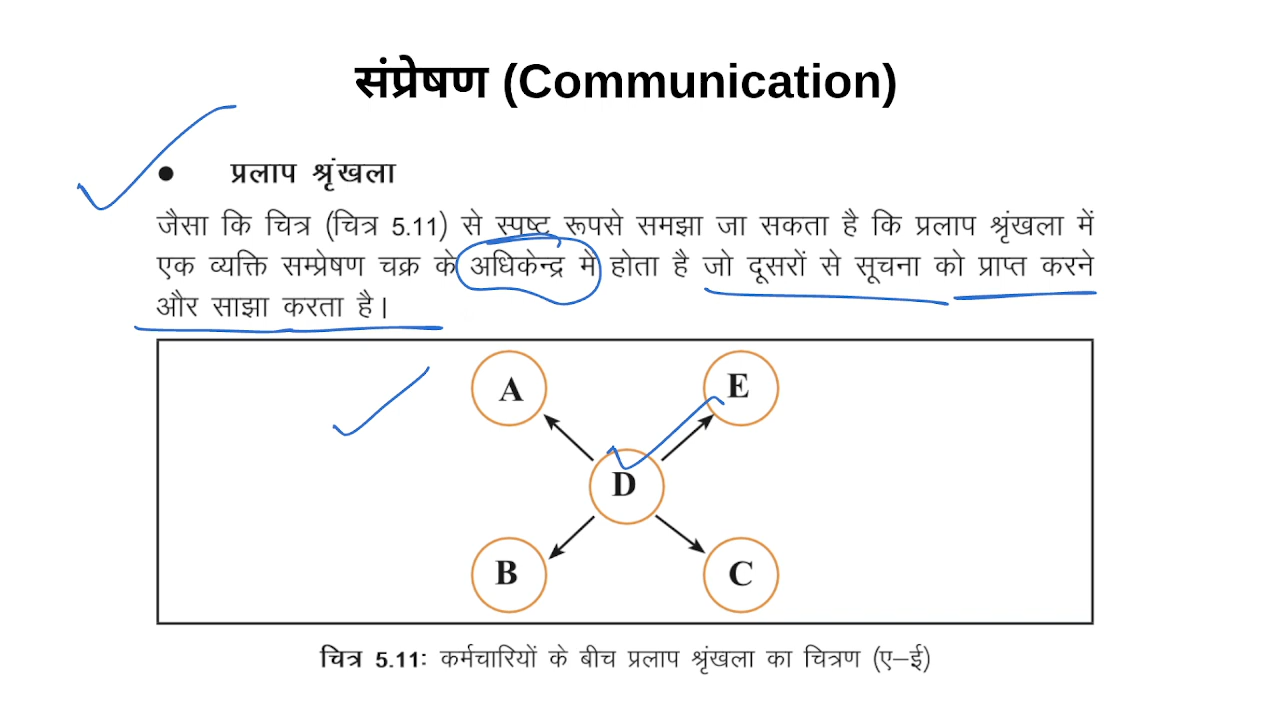 संप्रेषण (Communication)
● प्रलाप श्रृंखला
जैसा कि चित्र (चित्र 5.11) से स्पष्ट रूपसे समझा जा सकता है कि प्रलाप श्रृंखला में
एक व्यक्ति सम्प्रेषण चक्र के अधिकेन्द्र में होता है जो दूसरों से सूचना को प्राप्त करने
और साझा करता है।
A
E
D
B
C
चित्र 5.11: कर्मचारियों के बीच प्रलाप श्रृंखला का चित्रण (ए–ई)